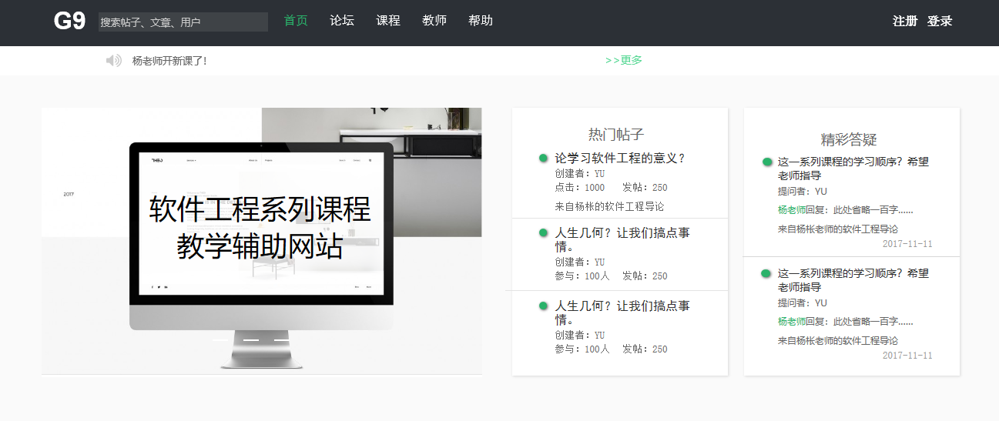 G9
搜索帖子、文章、用户
首页 论坛 课程 教师 帮助
注册 登录
杨老师开新课了！
>>更多
2017
软件工程系列课程
教学辅助网站
热门帖子
论学习软件工程的意义？
创建者：YU
点击：1000 发帖：250
来自杨枨的软件工程导论
人生几何？让我们搞点事
情。
创建者：YU
参与：100人 发帖：250
人生几何？让我们搞点事
情。
创建者：YU
参与：100人 发帖：250
精彩答疑
这一系列课程的学习顺序？希望
老师指导
提问者：YU
杨老师回复：此处省略一百字……
来自杨枨老师的软件工程导论
2017-11-11
这一系列课程的学习顺序？希望
老师指导
提问者：YU
杨老师回复：此处省略一百字……
来自杨枨老师的软件工程导论
2017-11-11